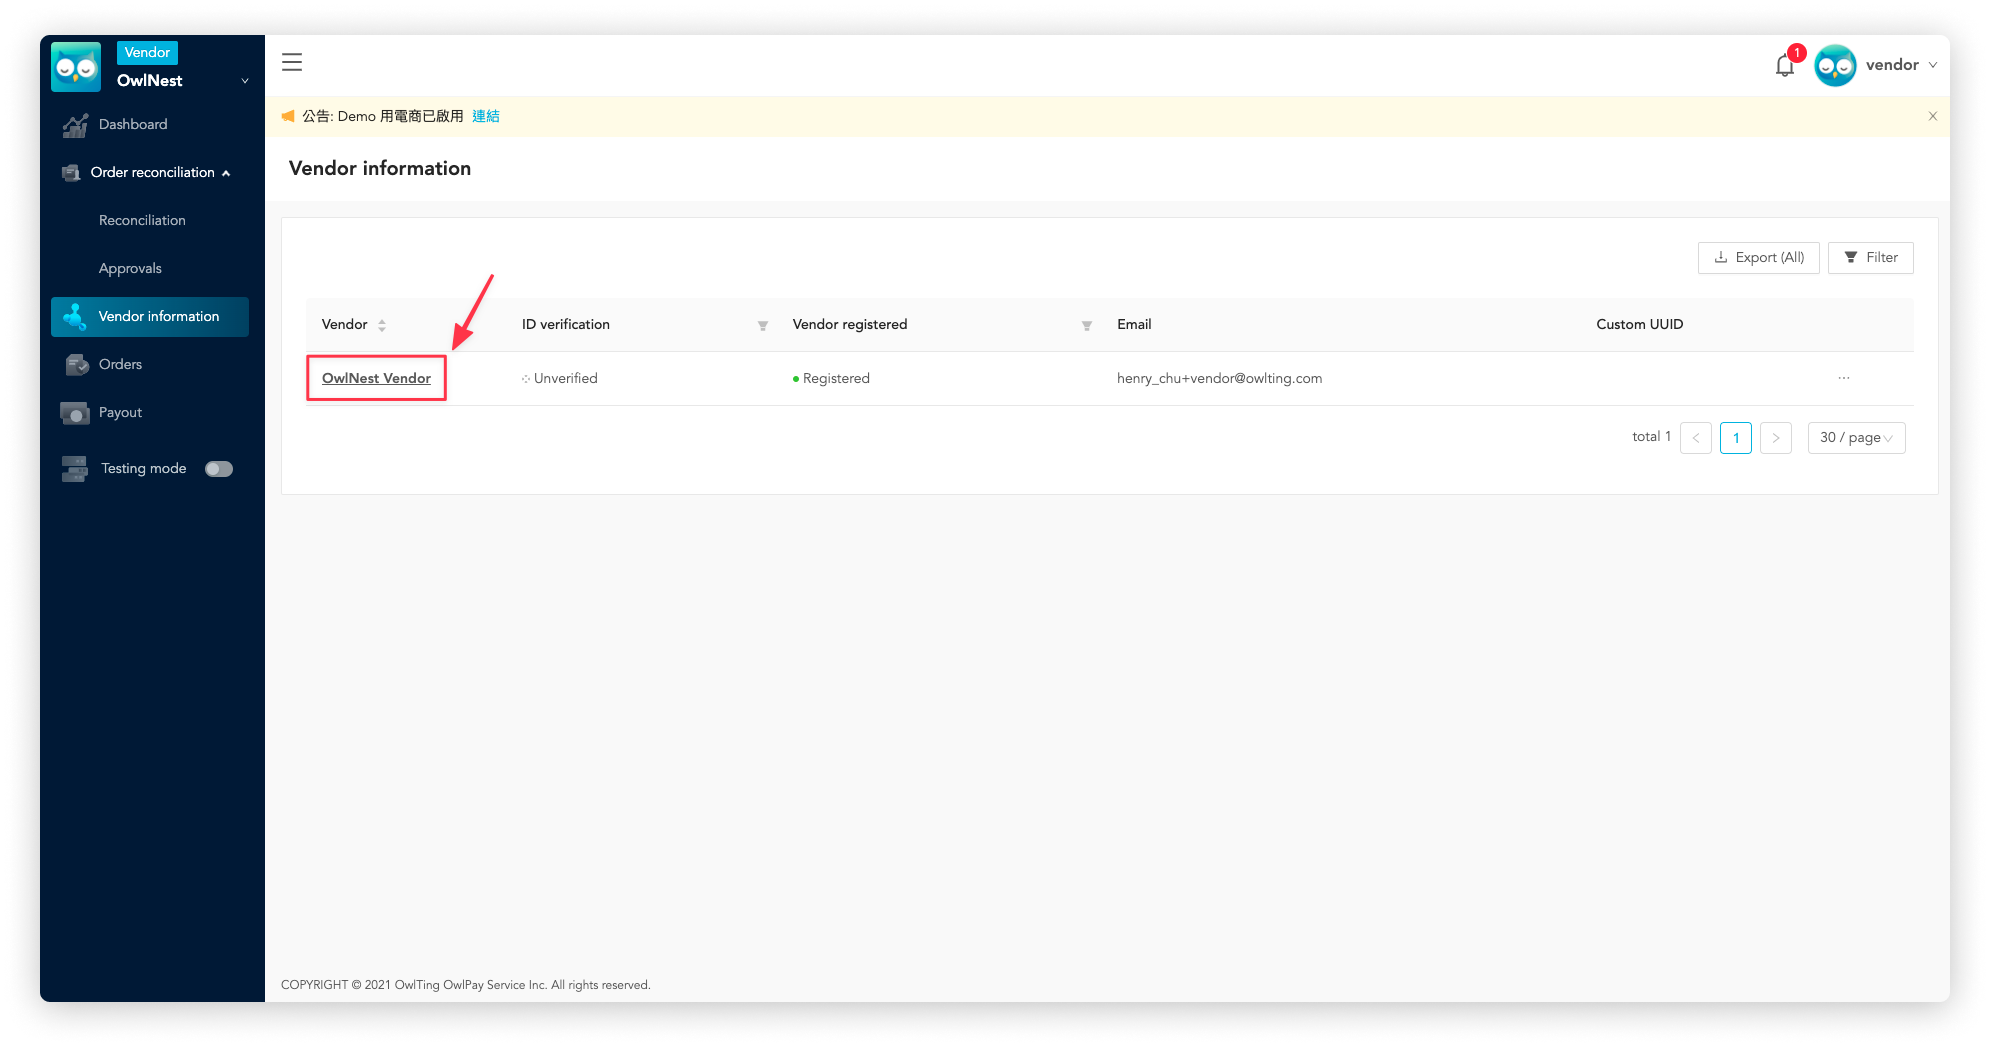 Vendor
OwlNest
Dashboard
Order reconciliation
Reconciliation
Approvals
Vendor information
Orders
Payout
Testing mode
1
vendor
公告: Demo 用電商已啟用 連結
Vendor information
Export (All)
Filter
Vendor ID verification Vendor registered Email Custom UUID
OwlNest Vendor Unverified Registered henry_chu+vendor@owlting.com ...
total 1 < 1 > 30 / page
COPYRIGHT © 2021 OwlTing OwlPay Service Inc. All rights reserved.